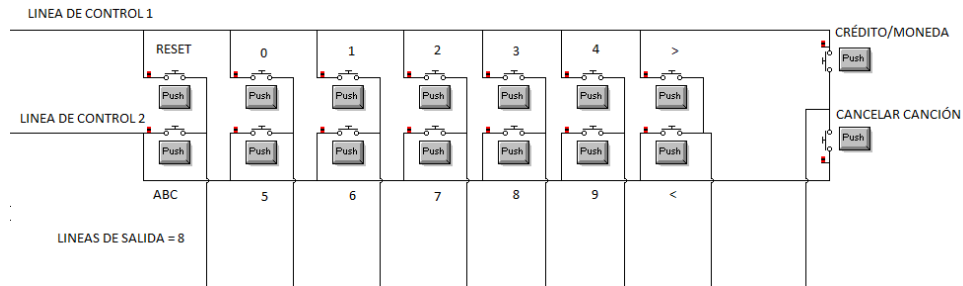 LINEA DE CONTROL 1
CRÉDITO/MONEDA
RESET 0 1 2 3 4 >
Push Push Push Push Push Push Push Push
LINEA DE CONTROL 2
CANCELAR CANCIÓN
Push Push Push Push Push Push Push Push
ABC 5 6 7 8 9 <
LINEAS DE SALIDA = 8